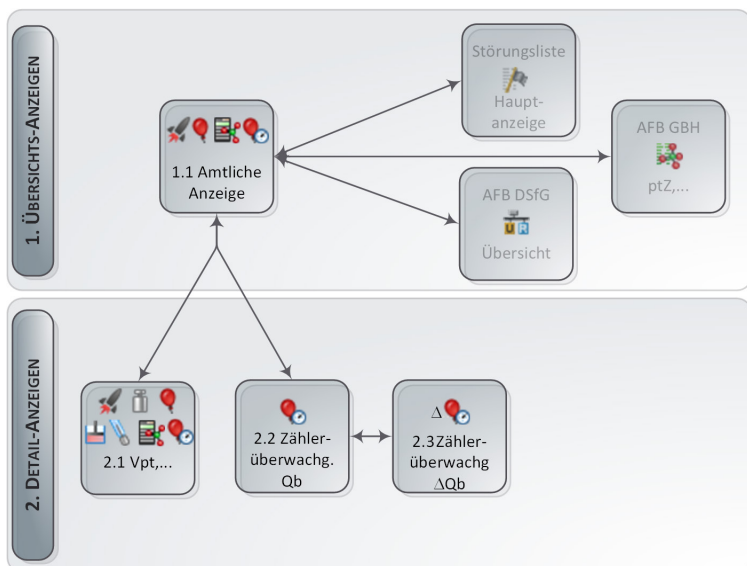 1. ÜBERSICHTS-ANZEIGEN
Störungsliste
Haupt-
anzeige
1.1 Amtliche
Anzeige
AFB GBH
ptZ,...
AFB DSfG
U R
Übersicht
2. DETAIL-ANZEIGEN
2.1 Vpt,...
2.2 Zähler-
überwachg.
Qb
Δ
2.3Zähler-
überwachg
ΔQb